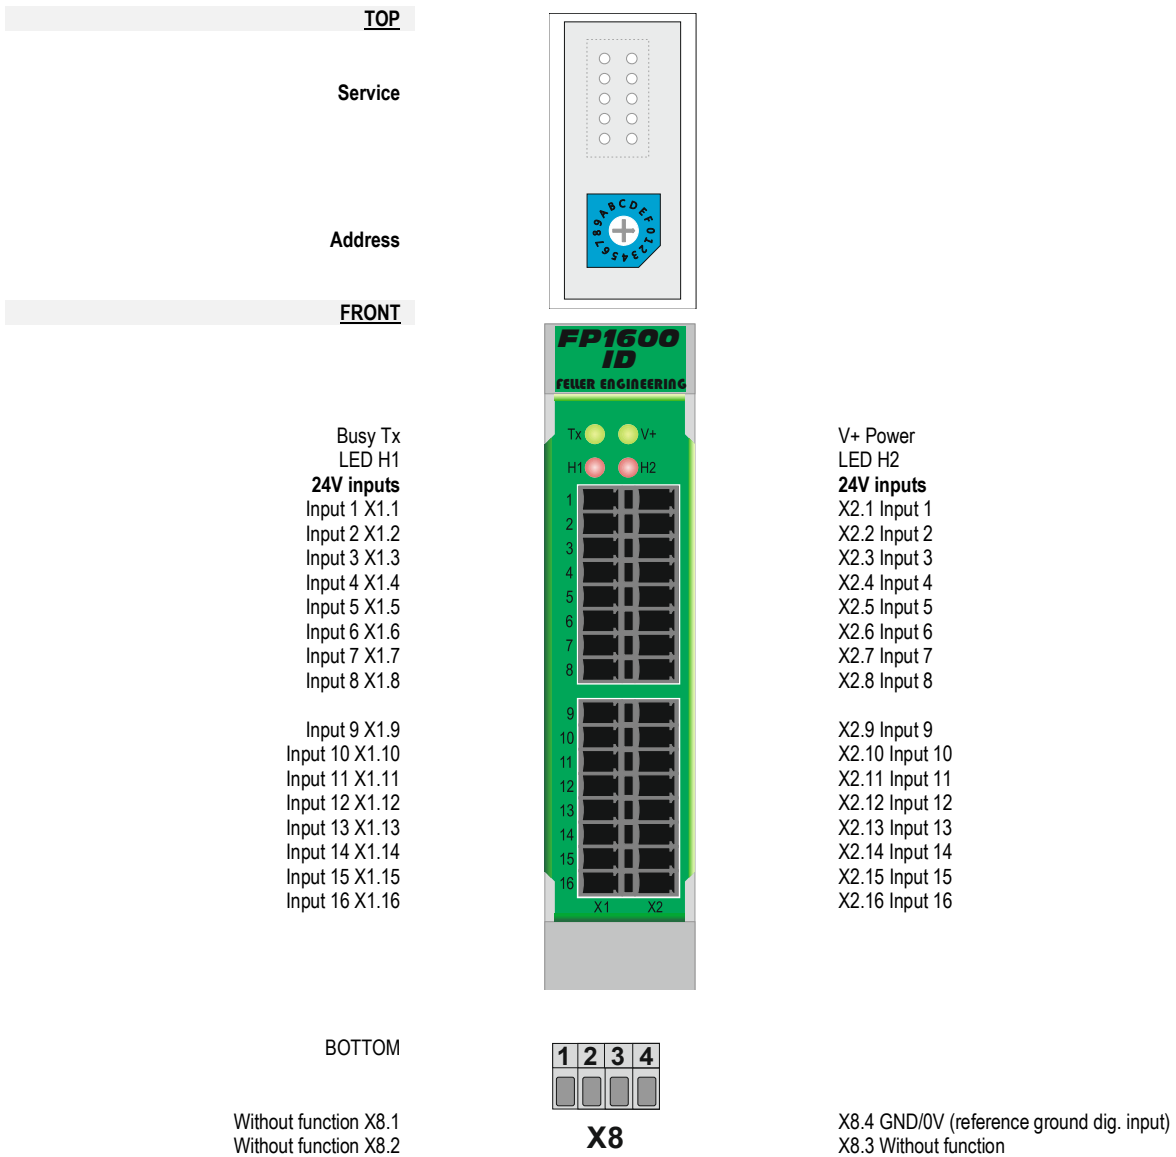 TOP
Service
A B C D E F 0 1 2 3 4 5 6 7 8 9
Address
FRONT
FP1600
ID
FELLER ENGINEERING
Busy Tx
Tx
V+
V+ Power
LED H1
H1
H2
LED H2
24V inputs
24V inputs
Input 1 X1.1
1
X2.1 Input 1
Input 2 X1.2
2
X2.2 Input 2
Input 3 X1.3
3
X2.3 Input 3
Input 4 X1.4
4
X2.4 Input 4
Input 5 X1.5
5
X2.5 Input 5
Input 6 X1.6
6
X2.6 Input 6
Input 7 X1.7
7
X2.7 Input 7
Input 8 X1.8
8
X2.8 Input 8
Input 9 X1.9
9
X2.9 Input 9
Input 10 X1.10
10
X2.10 Input 10
Input 11 X1.11
11
X2.11 Input 11
Input 12 X1.12
12
X2.12 Input 12
Input 13 X1.13
13
X2.13 Input 13
Input 14 X1.14
14
X2.14 Input 14
Input 15 X1.15
15
X2.15 Input 15
Input 16 X1.16
16
X2.16 Input 16
X1 X2
BOTTOM
1 2 3 4
Without function X8.1
X8.4 GND/0V (reference ground dig. input)
Without function X8.2
X8
X8.3 Without function